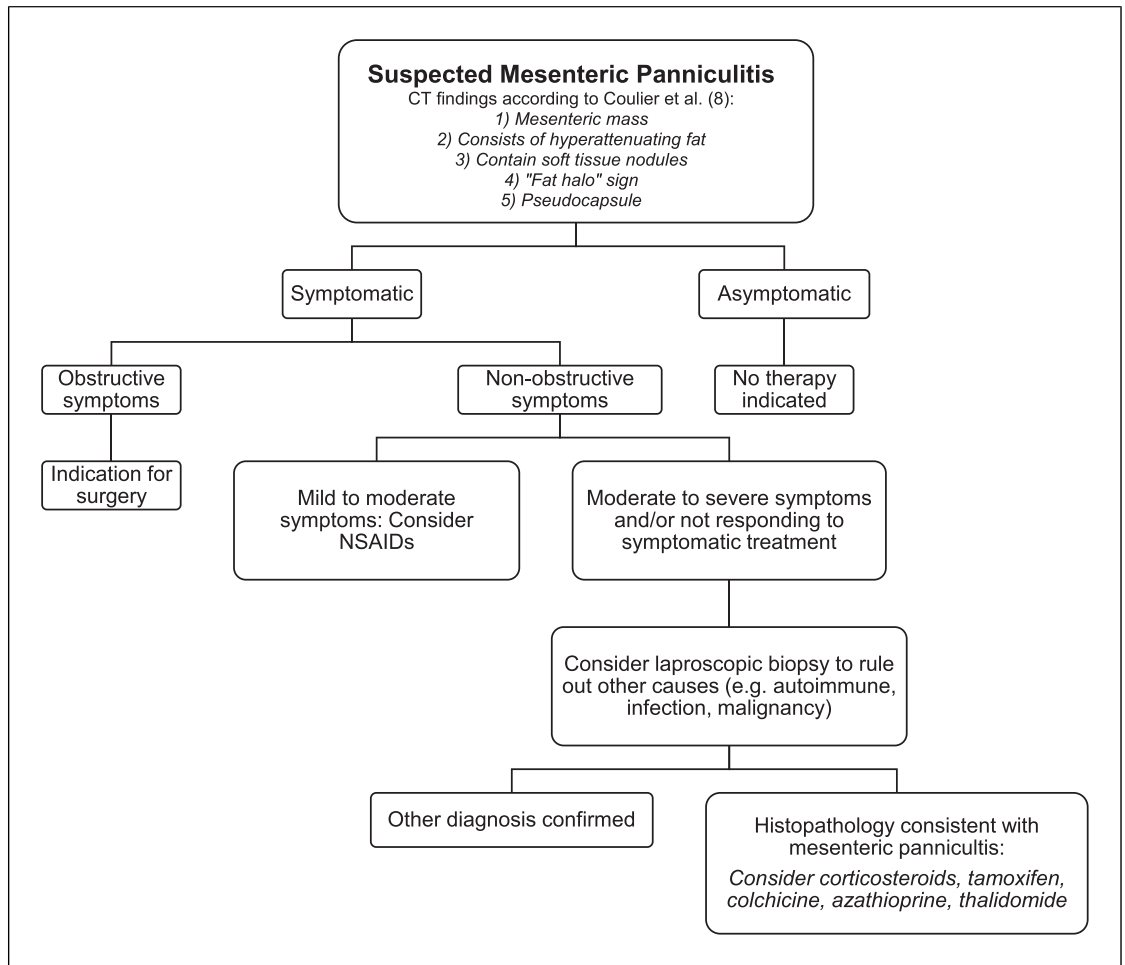 Suspected Mesenteric Panniculitis
CT findings according to Coulier et al. (8):
1) Mesenteric mass
2) Consists of hyperattenuating fat
3) Contain soft tissue nodules
4) "Fat halo" sign
5) Pseudocapsule
Symptomatic
Asymptomatic
Obstructive
symptoms
Non-obstructive
symptoms
No therapy
indicated
Indication for
surgery
Mild to moderate
symptoms: Consider
NSAIDs
Moderate to severe symptoms
and/or not responding to
symptomatic treatment
Consider laproscopic biopsy to rule
out other causes (e.g. autoimmune,
infection, malignancy)
Other diagnosis confirmed
Histopathology consistent with
mesenteric pannicultis:
Consider corticosteroids, tamoxifen,
colchicine, azathioprine, thalidomide